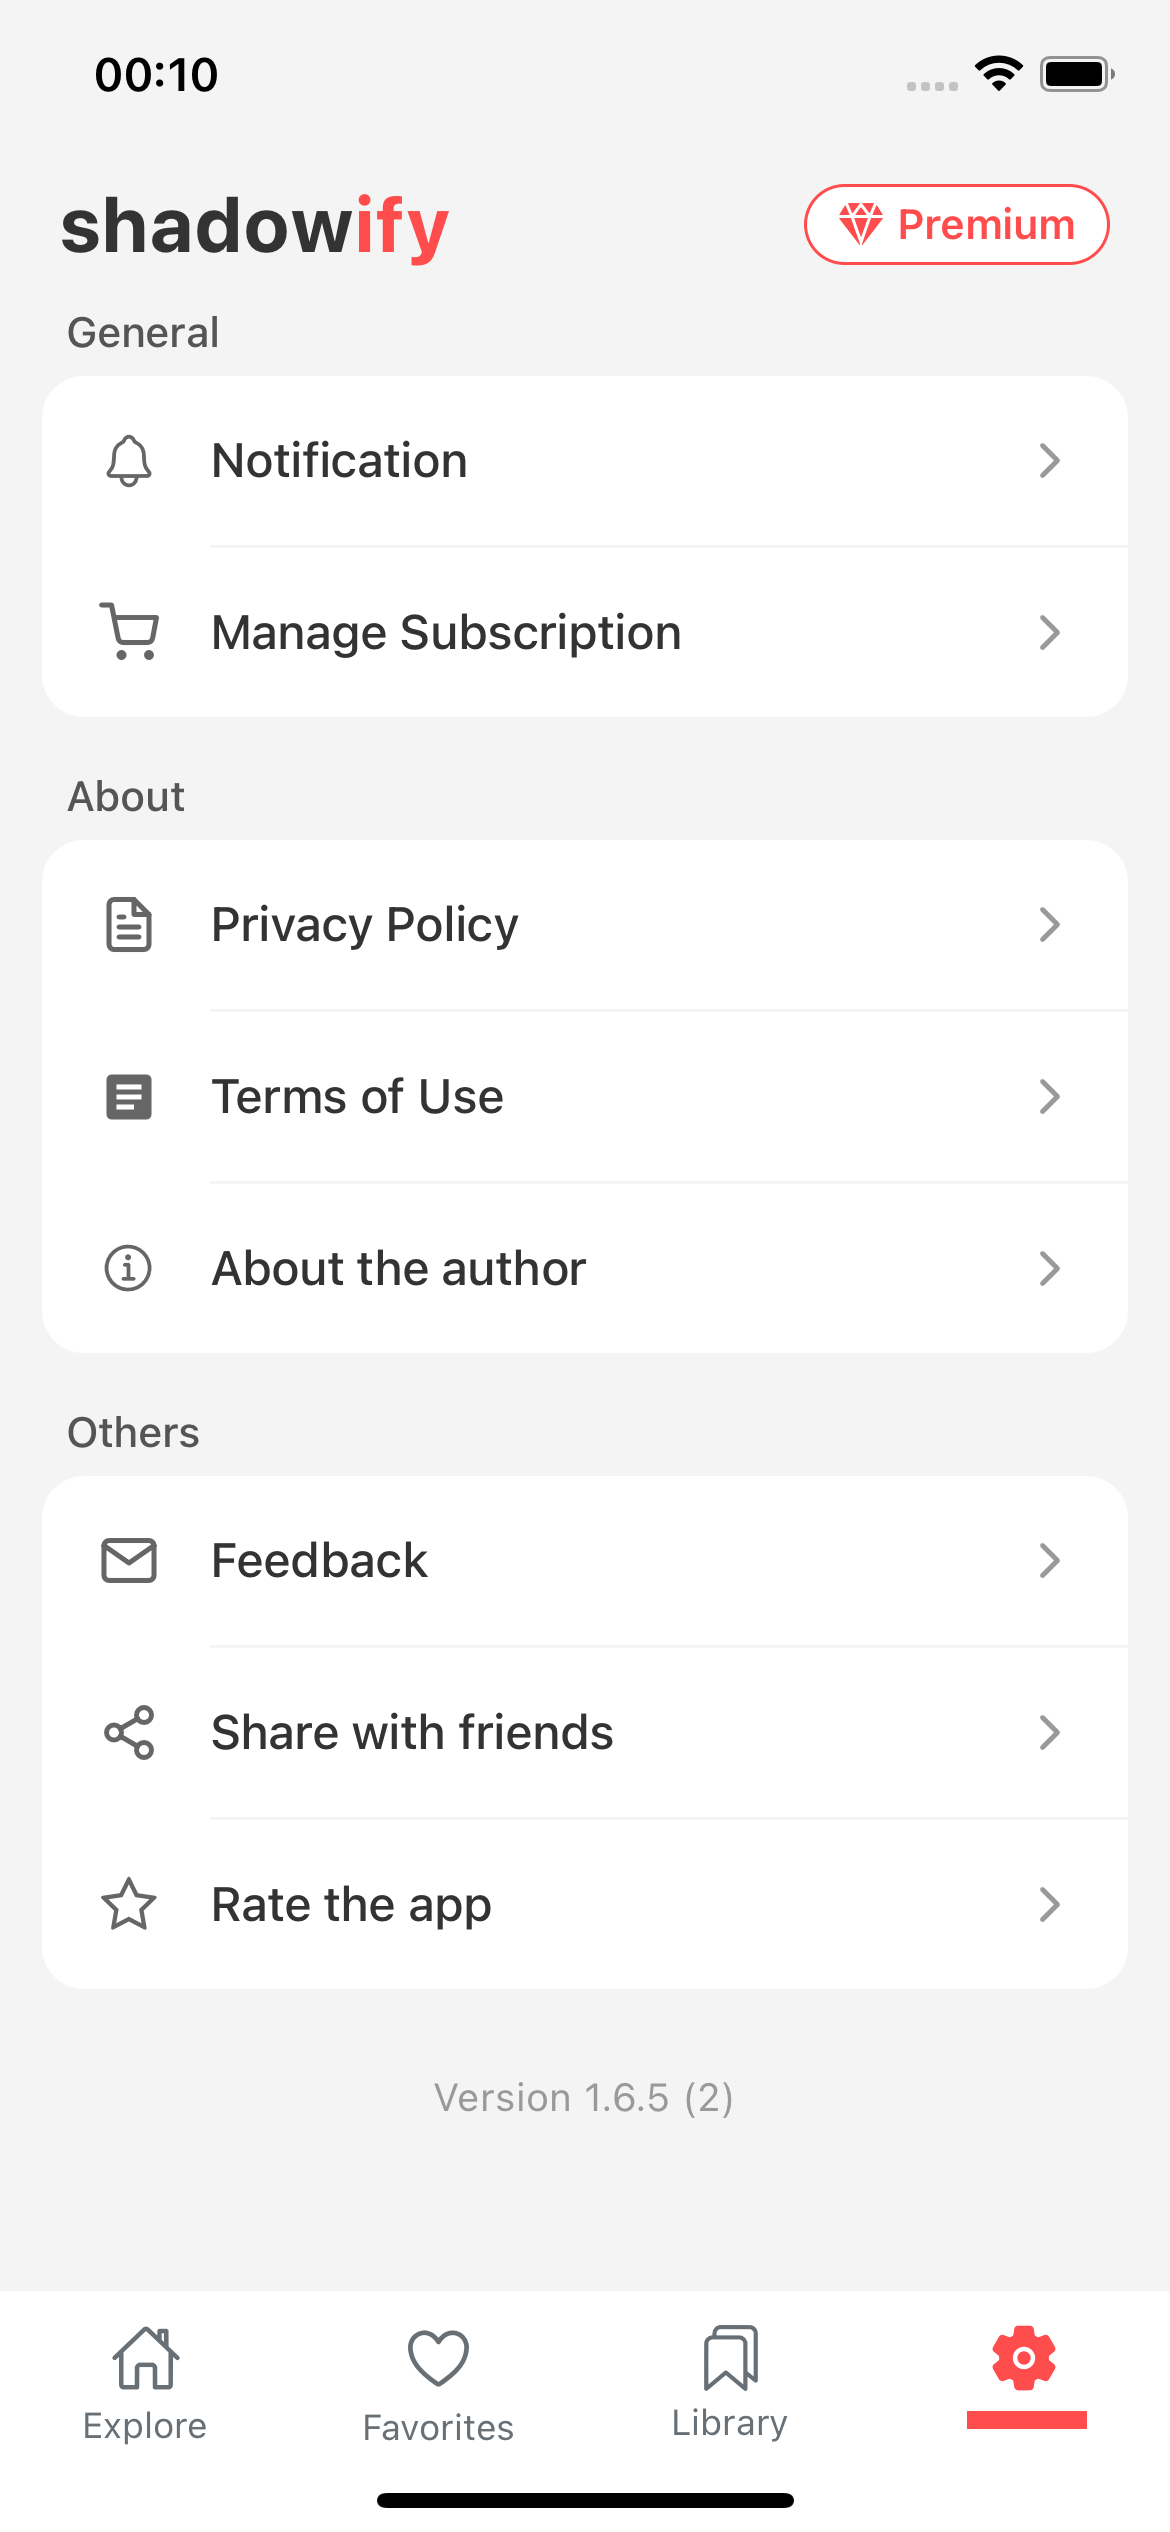 00:10
shadowify
Premium
General
Notification
Manage Subscription
About
Privacy Policy
Terms of Use
About the author
Others
Feedback
Share with friends
Rate the app
Version 1.6.5 (2)
Explore
Favorites
Library